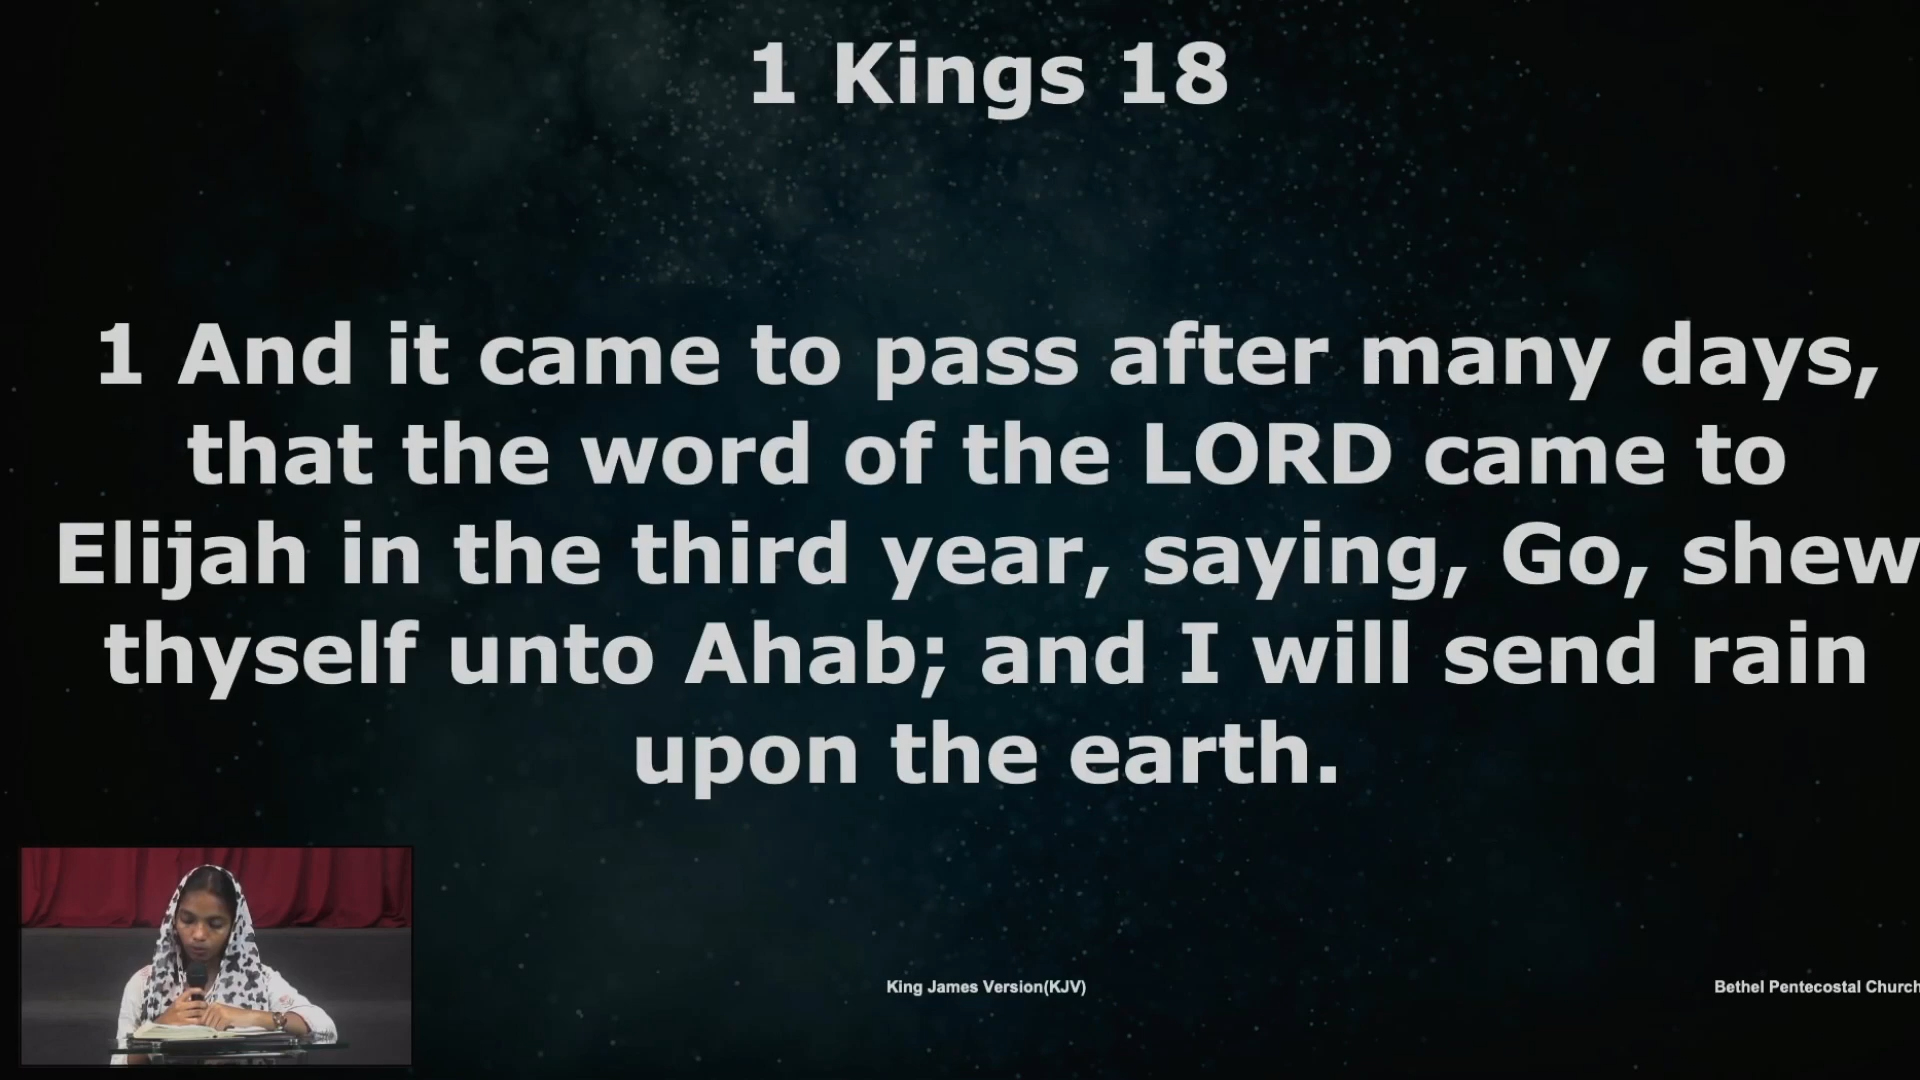 1 Kings 18
1 And it came to pass after many days,
that the word of the LORD came to
Elijah in the third year, saying, Go, shew
thyself unto Ahab; and I will send rain
upon the earth.
King James Version(KJV)
Bethel Pentecostal Church